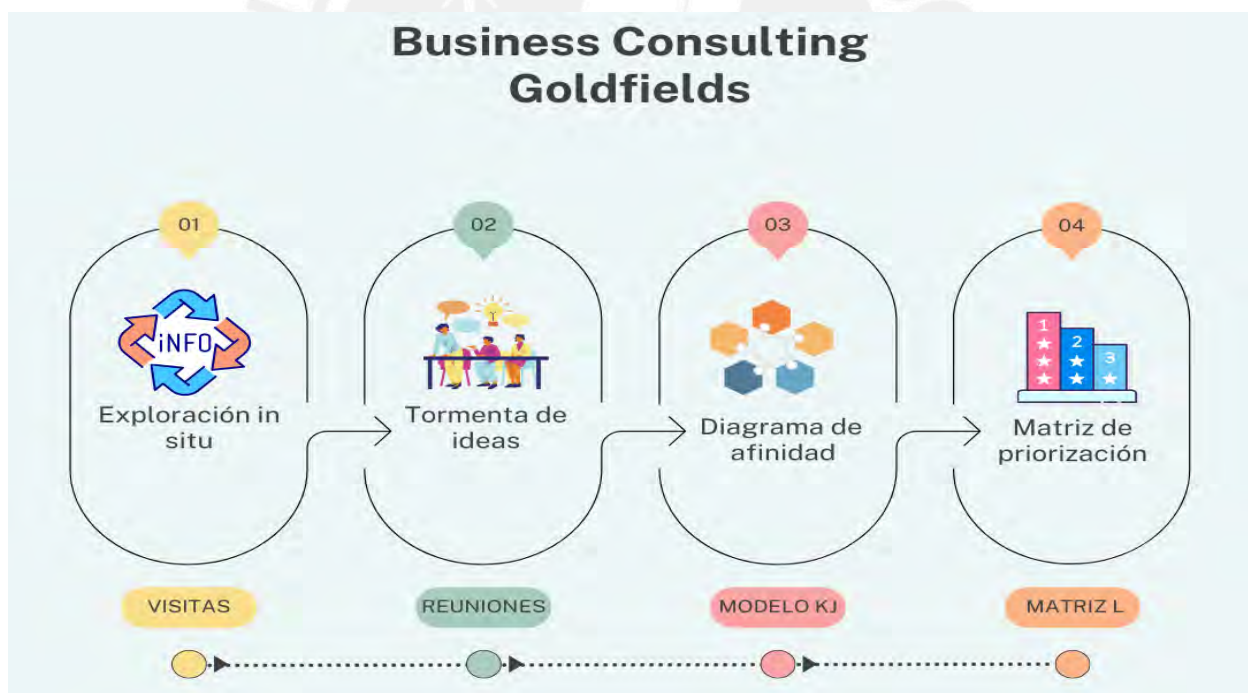 Business Consulting
Goldfields
01
iNFO
Exploración in
situ
VISITAS
02
Tormenta de
ideas
REUNIONES
03
Diagrama de
afinidad
MODELO KJ
04
1
2
3
Matriz de
priorización
MATRIZ L